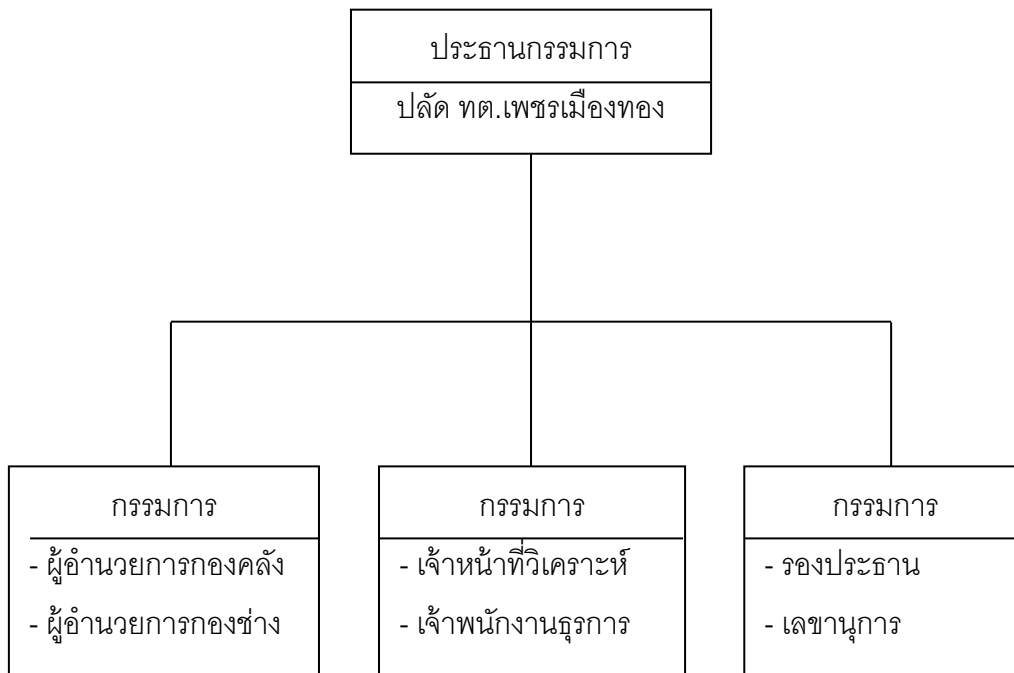 ประธานกรรมการ
ปลัด ทต.เพชรเมืองทอง
กรรมการ
- ผู้อำนวยการกองคลัง
- ผู้อำนวยการกองช่าง
กรรมการ
- เจ้าหน้าที่วิเคราะห์
- เจ้าพนักงานธุรการ
กรรมการ
- รองประธาน
- เลขานุการ